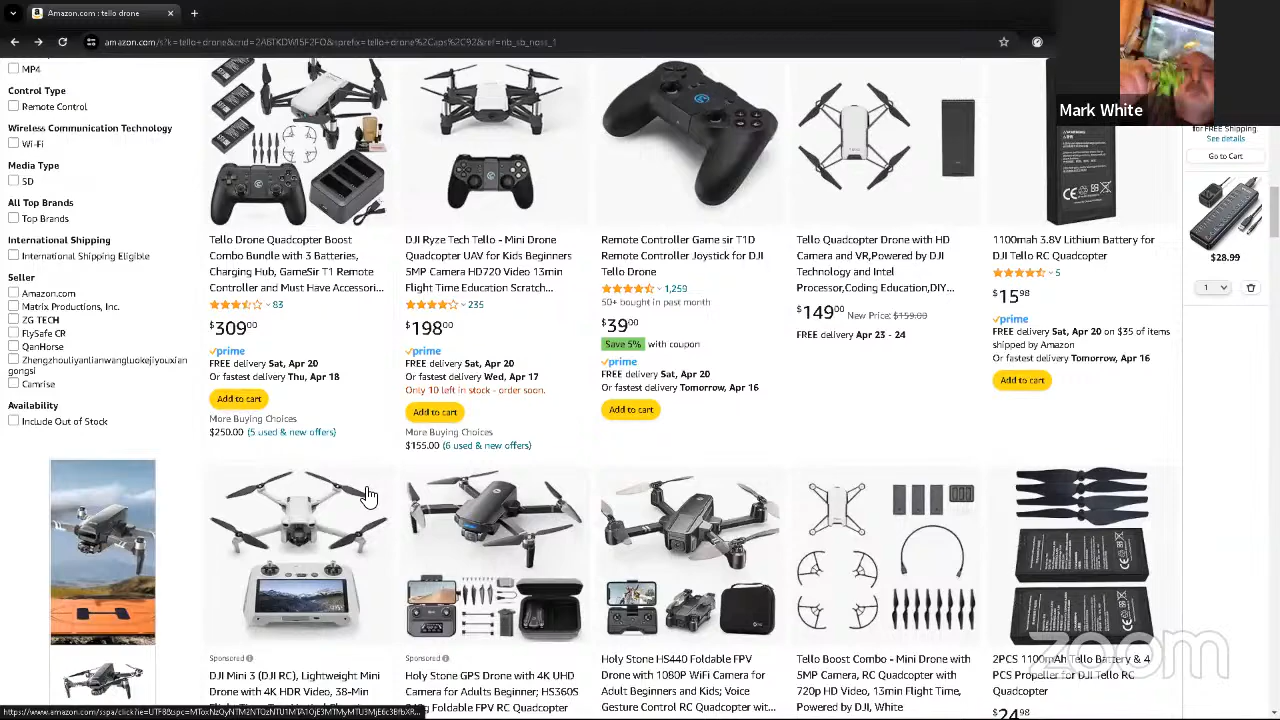 Amazon.com : tello drone
MP4
Control Type
Remote Control
Wireless Communication Technology
Wi-Fi
Media Type
SD
All Top Brands
Top Brands
International Shipping
International Shipping Eligible
Seller
Amazon.com
Matrix Productions, Inc.
ZG TECH
FlySafe CR
QanHorse
Zhengzhouliyanlianwangluokejiyouxian
gongsi
Camrise
Availability
Include Out of Stock
Tello Drone Quadcopter Boost
Combo Bundle with 3 Batteries,
Charging Hub, GameSir T1 Remote
Controller and Must Have Accessori...
83
$309.00
prime
FREE delivery Sat, Apr 20
Or fastest delivery Thu, Apr 18
Add to cart
More Buying Choices
$250.00 (5 used & new offers)
DJI Ryze Tech Tello - Mini Drone
Quadcopter UAV for Kids Beginners
5MP Camera HD720 Video 13min
Flight Time Education Scratch...
235
$198.00
prime
FREE delivery Sat, Apr 20
Or fastest delivery Wed, Apr 17
Only 10 left in stock - order soon.
Add to cart
More Buying Choices
$155.00 (6 used & new offers)
Remote Controller Game sir T1D
Remote Controller Joystick for DJI
Tello Drone
1,259
50+ bought in past month
$39.00
Save 5% with coupon
prime
FREE delivery Sat, Apr 20
Or fastest delivery Tomorrow, Apr 16
Add to cart
Tello Quadcopter Drone with HD
Camera and VR,Powered by DJI
Technology and Intel
Processor,Coding Education,DIY...
$149.00 New Price: $159.00
FREE delivery Apr 23 - 24
1100mah 3.8V Lithium Battery for
DJI Tello RC Quadcopter
5
$15.98
prime
FREE delivery Sat, Apr 20 on $35 of items
shipped by Amazon
Or fastest delivery Tomorrow, Apr 16
Add to cart
Mark White
for FREE Shipping.
See details
Go to Cart
$28.99
1
Sponsored
DJI Mini 3 (DJI RC), Lightweight Mini
Drone with 4K HDR Video, 38-Min
Sponsored
Holy Stone GPS Drone with 4K UHD
Camera for Adults Beginner; HS360S
249g Foldable FPV RC Quadcopter
Holy Stone HS440 Foldable FPV
Drone with 1080P WiFi Camera for
Adult Beginners and Kids; Voice
Gesture Control RC Quadcopter wit...
Tello Boost Combo - Mini Drone with
5MP Camera, RC Quadcopter with
720p HD Video, 13min Flight Time,
Powered by DJI, White
2PCS 1100mAh Tello Battery & 4
PCS Propeller for DJI Tello RC
Quadcopter
$24.98
zoom